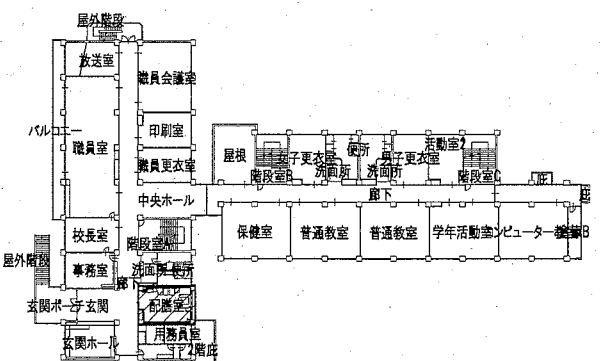 屋外階段
放送室
職員会議室
バルコニー
職員室
印刷室
職員更衣室
中央ホール
校長室
階段室A
屋外階段
事務室
洗面所
便所
廊下
玄関ポーチ
玄関
配膳室
玄関ホール
用務員室
2階庇
屋根
階段室B
女子更衣室
洗面所
便所
洗面所
男子更衣室
活動室2
階段室C
廊下
庇
保健室
普通教室
普通教室
学年活動室
コンピューター教室